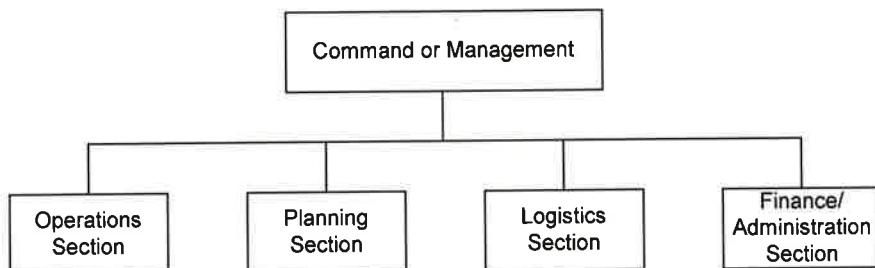 Command or Management
Operations
Section
Planning
Section
Logistics
Section
Finance/
Administration
Section